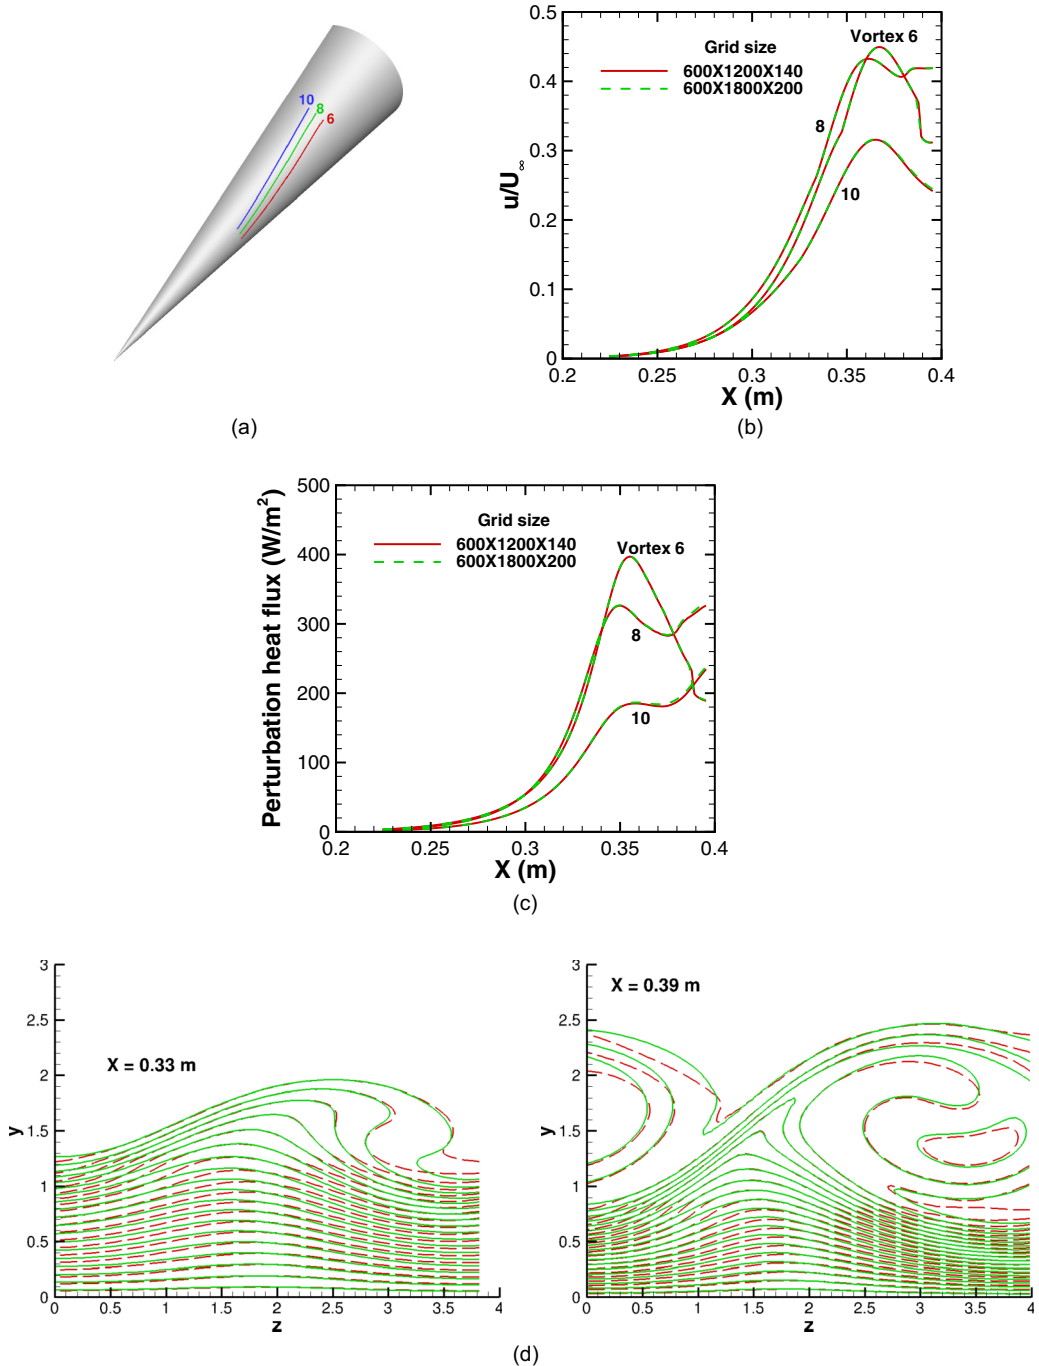 10
8
6
(a)
0.5
0.4
0.3
0.2
0.1
0
u/U∞
Vortex 6
Grid size
600X1200X140
600X1800X200
8
10
0.2
0.25
0.3
0.35
0.4
X (m)
(b)
500
400
300
200
100
0
Perturbation heat flux (W/m²)
Grid size
600X1200X140
600X1800X200
Vortex 6
8
10
0.2
0.25
0.3
0.35
0.4
X (m)
(c)
3
2.5
2
1.5
1
0.5
0
y
X = 0.33 m
0
0.5
1
1.5
2
2.5
3
3.5
4
z
3
2.5
2
1.5
1
0.5
0
y
X = 0.39 m
0
0.5
1
1.5
2
2.5
3
3.5
4
z
(d)